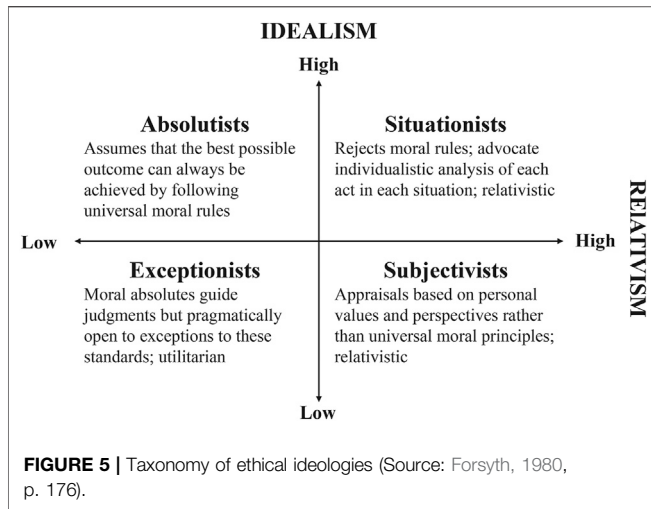 IDEALISM
High
Absolutists
Assumes that the best possible
outcome can always be
achieved by following
universal moral rules
Situationists
Rejects moral rules; advocate
individualistic analysis of each
act in each situation; relativistic
RELATIVISM
Low
High
Exceptionists
Moral absolutes guide
judgments but pragmatically
open to exceptions to these
standards; utilitarian
Subjectivists
Appraisals based on personal
values and perspectives rather
than universal moral principles;
relativistic
Low
FIGURE 5 | Taxonomy of ethical ideologies (Source: Forsyth, 1980,
p. 176).